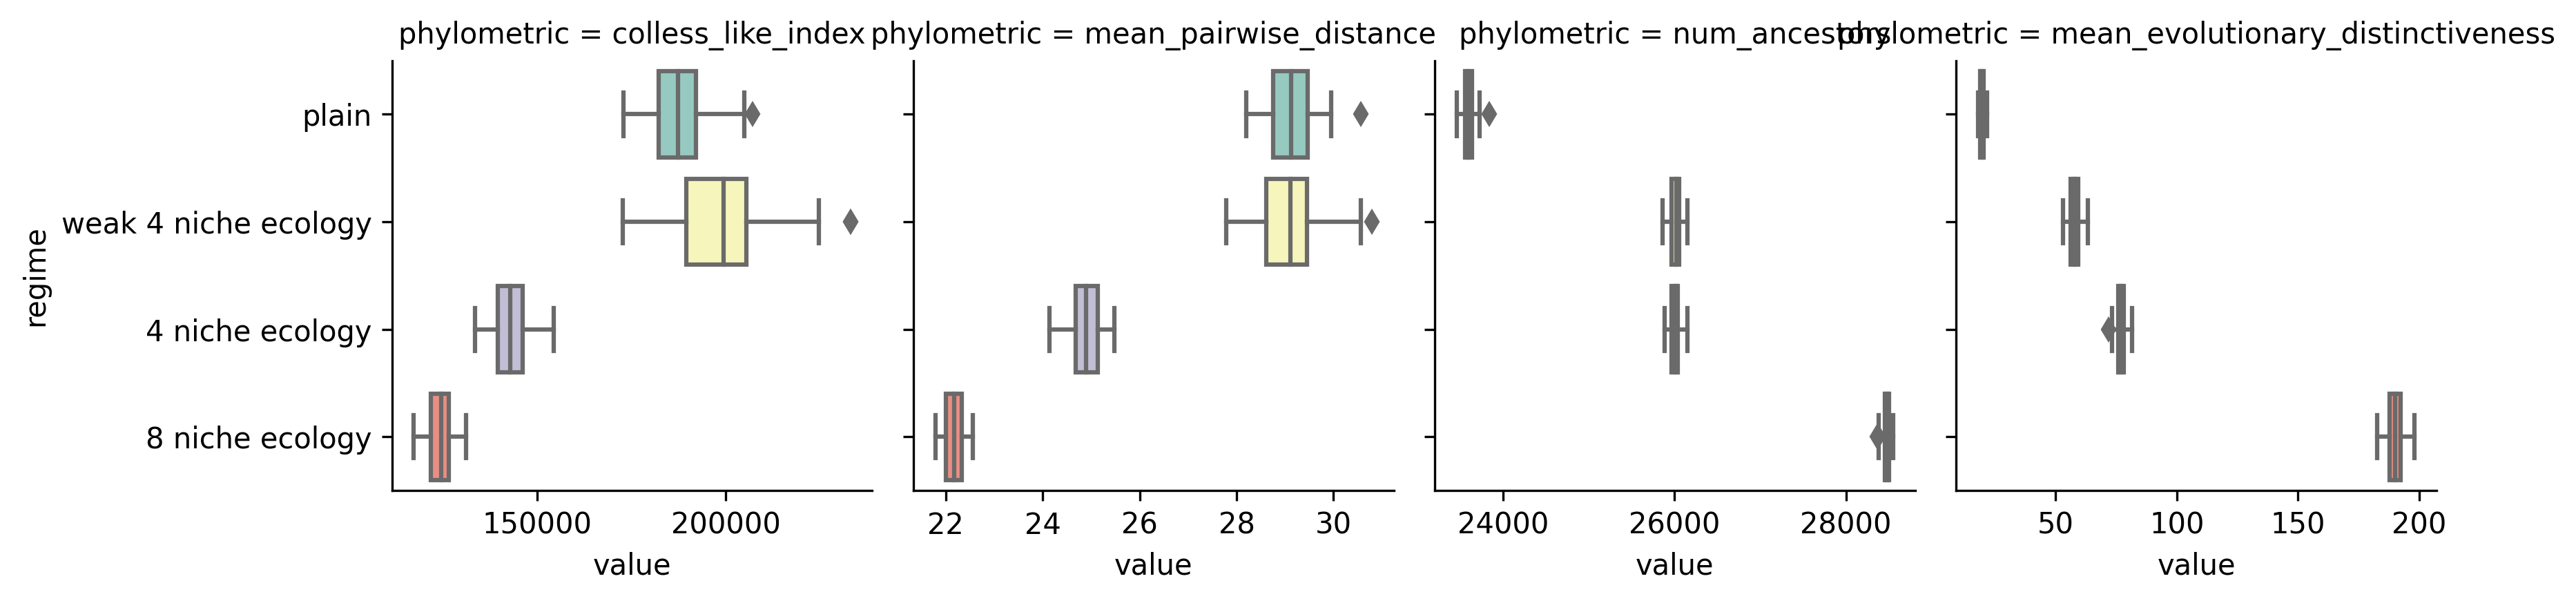 phylometric = colless_like_index
phylometric = mean_pairwise_distance
phylometric = num_ancestors
phylometric = mean_evolutionary_distinctiveness
regime
plain
weak 4 niche ecology
4 niche ecology
8 niche ecology
150000 200000
value
22 24 26 28 30
value
24000 26000 28000
value
50 100 150 200
value